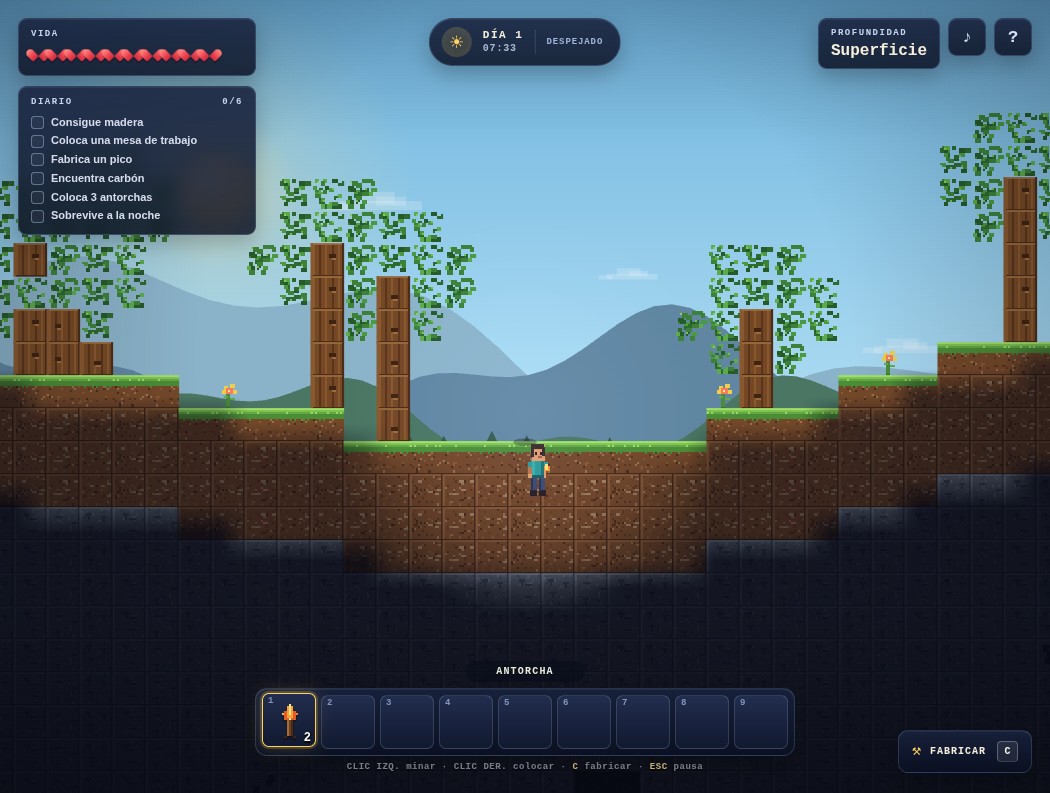 VIDA
DÍA 1
07:33
DESPEJADO
PROFUNDIDAD
Superficie
♪
?
DIARIO 0/6
Consigue madera
Coloca una mesa de trabajo
Fabrica un pico
Encuentra carbón
Coloca 3 antorchas
Sobrevive a la noche
ANTORCHA
1 2 3 4 5 6 7 8 9
2
CLIC IZQ. minar · CLIC DER. colocar · C fabricar · ESC pausa
FABRICAR C